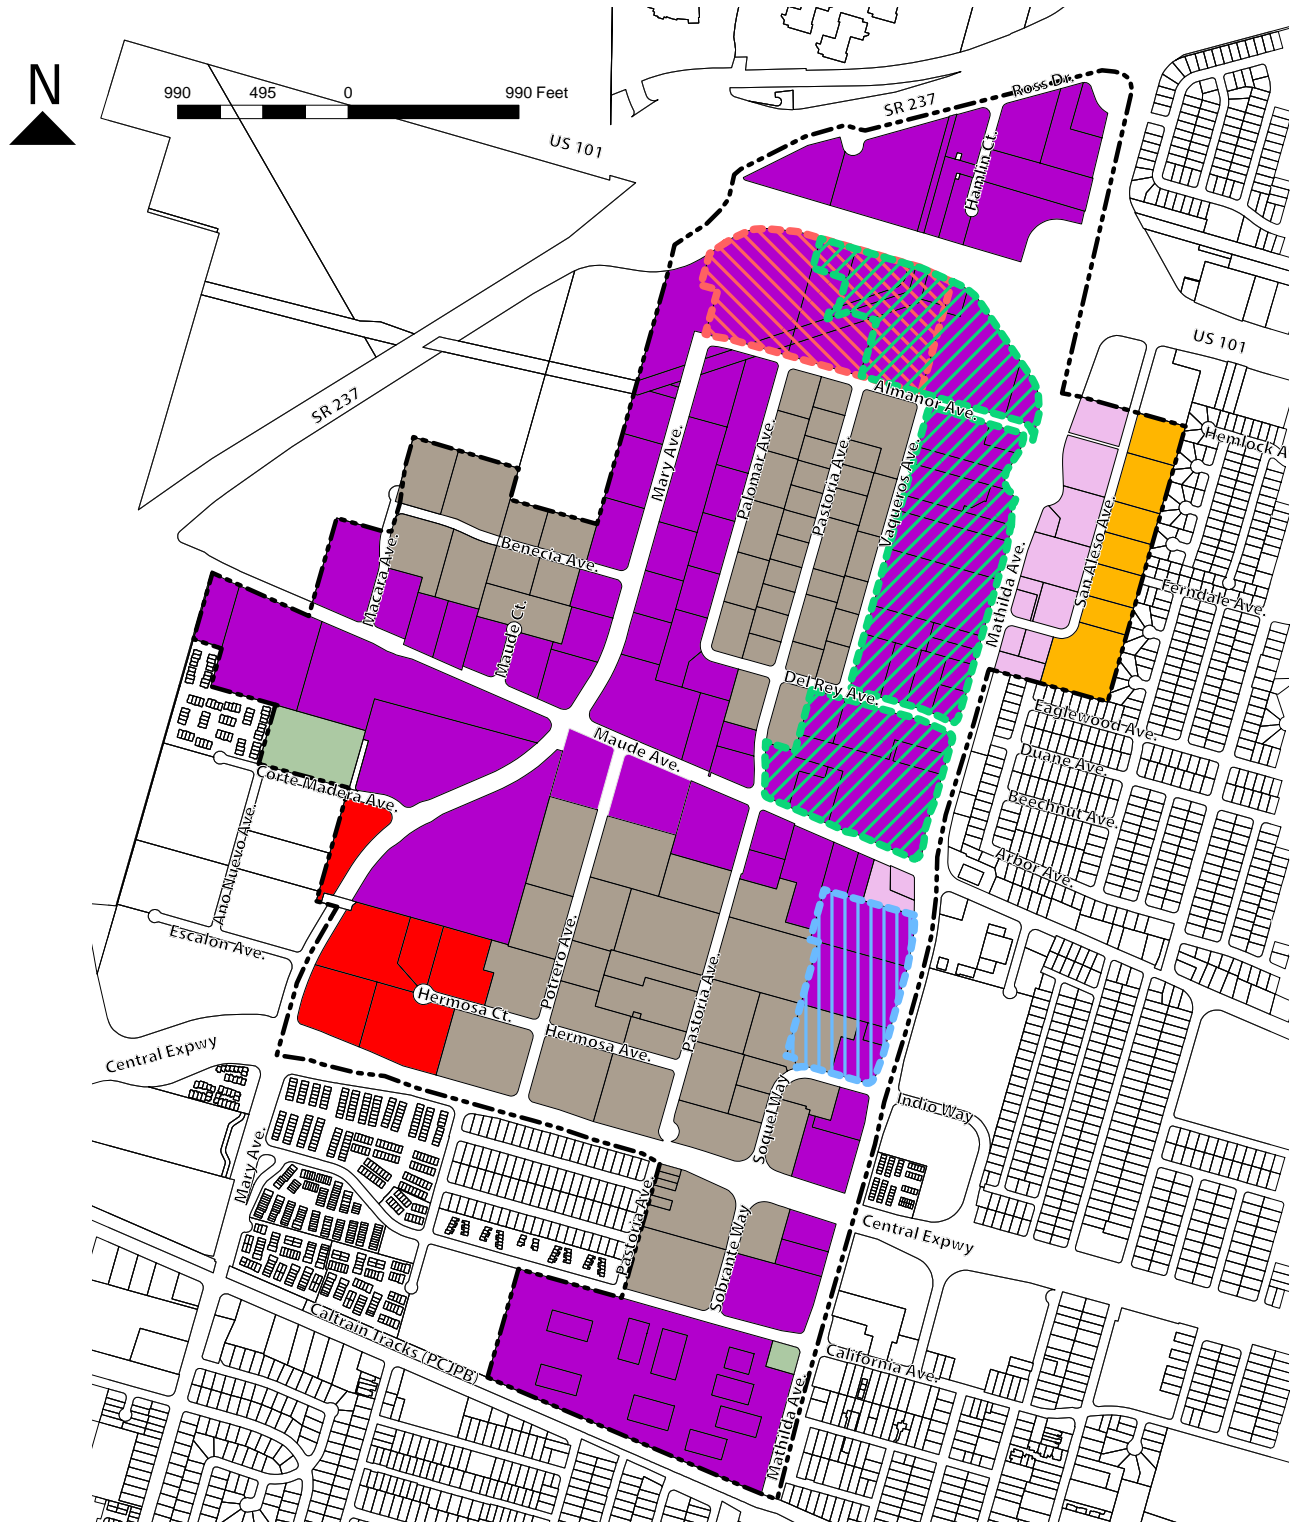 N
990 495 0 990 Feet
US 101
SR 237
Ross Dr.
Hamlin Ct.
US 101
SR 237
Almanor Ave.
Hemlock A
Mary Ave.
Palomar Ave.
Pastoria Ave.
Vaqueros Ave.
San Aleso Ave.
Mathilda Ave.
Benecia Ave.
Macara Ave.
Maude Ct.
Ferndale Ave.
Del Rey Ave.
Eaglewood Ave.
Duane Ave.
Maude Ave.
Corte Madera Ave.
Beechnut Ave.
Arbor Ave.
Ano Nuevo Ave.
Escalon Ave.
Potrero Ave.
Pastoria Ave.
Hermosa Ct.
Hermosa Ave.
Central Expwy
Soquel Way
Indio Way
Mary Ave.
Pastoria Ave.
Sobrante Way
Central Expwy
Caltrain Tracks (PCJPB)
California Ave.
Mathilda Ave.